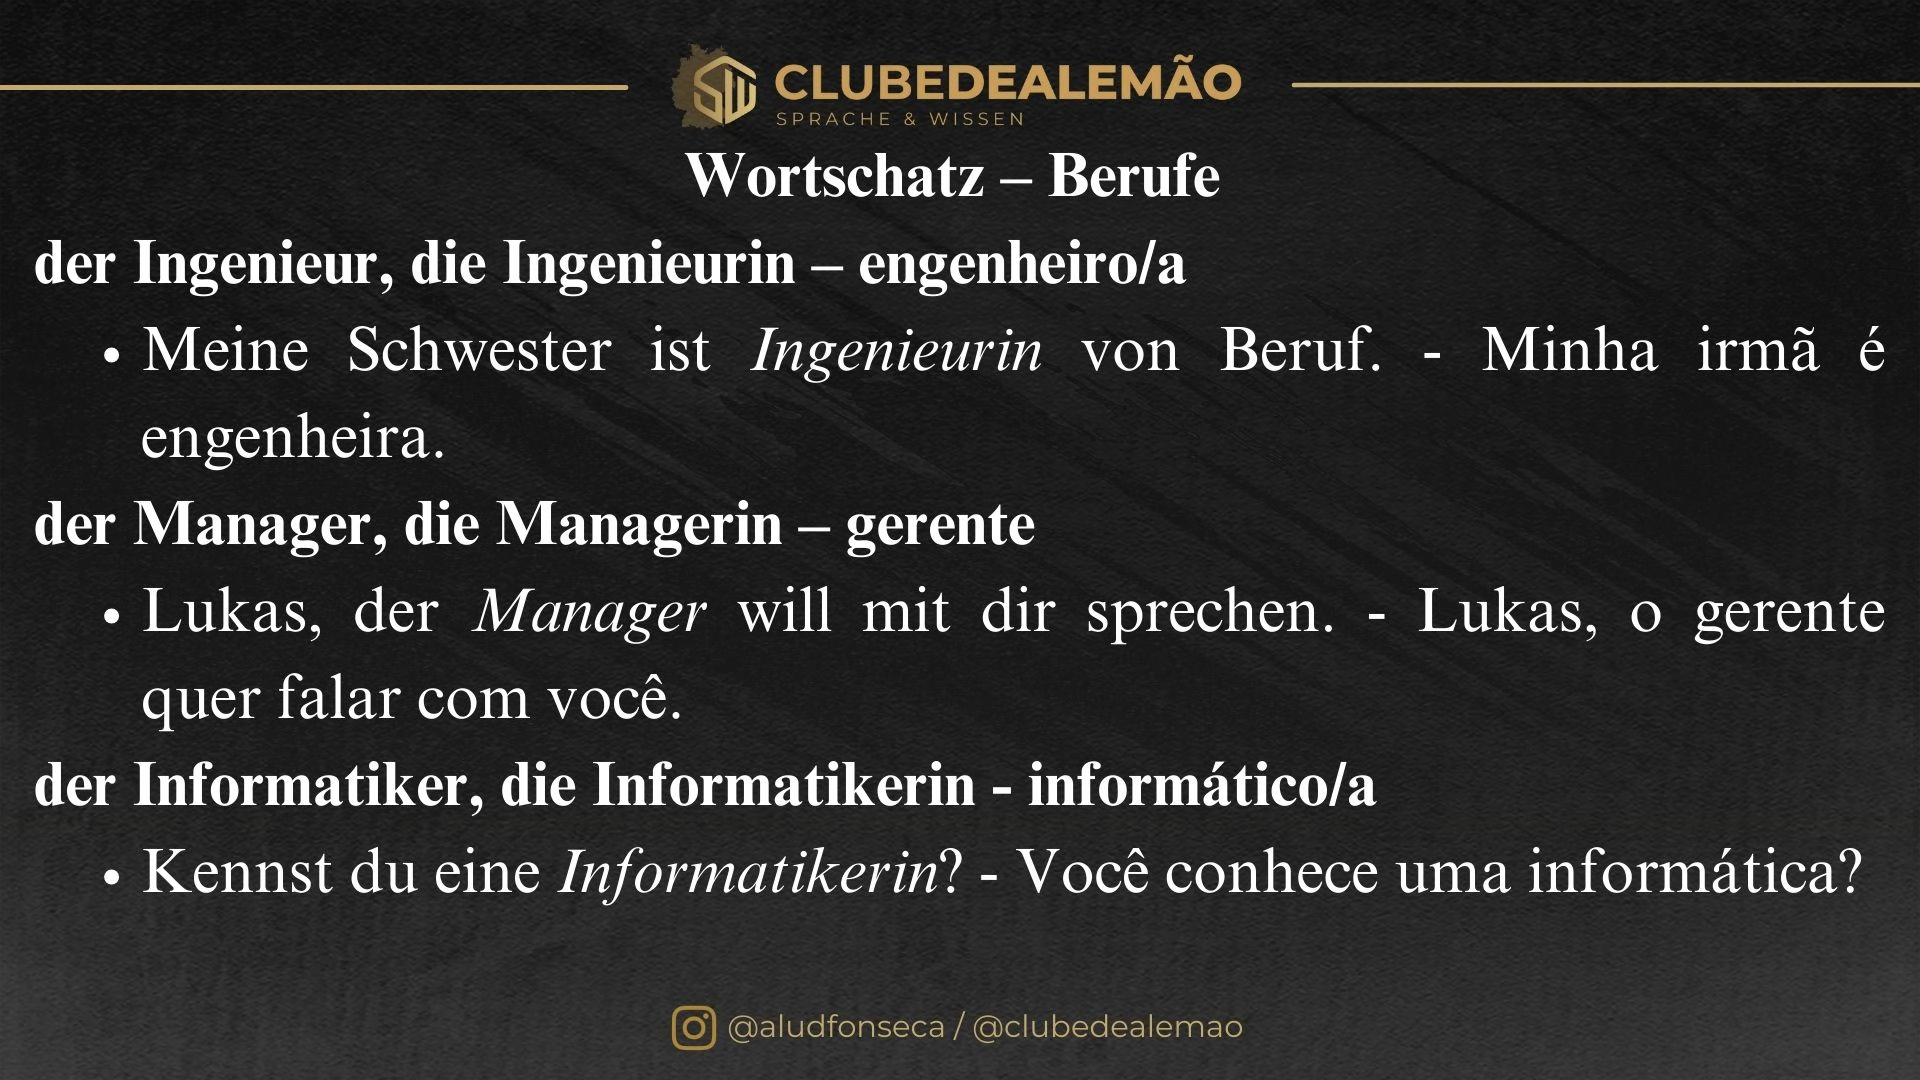 CLUBEDEALEMÃO
SPRACHE & WISSEN
Wortschatz – Berufe
der Ingenieur, die Ingenieurin – engenheiro/a
• Meine Schwester ist Ingenieurin von Beruf. - Minha irmã é
engenheira.
der Manager, die Managerin – gerente
• Lukas, der Manager will mit dir sprechen. - Lukas, o gerente
quer falar com você.
der Informatiker, die Informatikerin - informático/a
• Kennst du eine Informatikerin? - Você conhece uma informática?
@aludfonseca / @clubedealemao